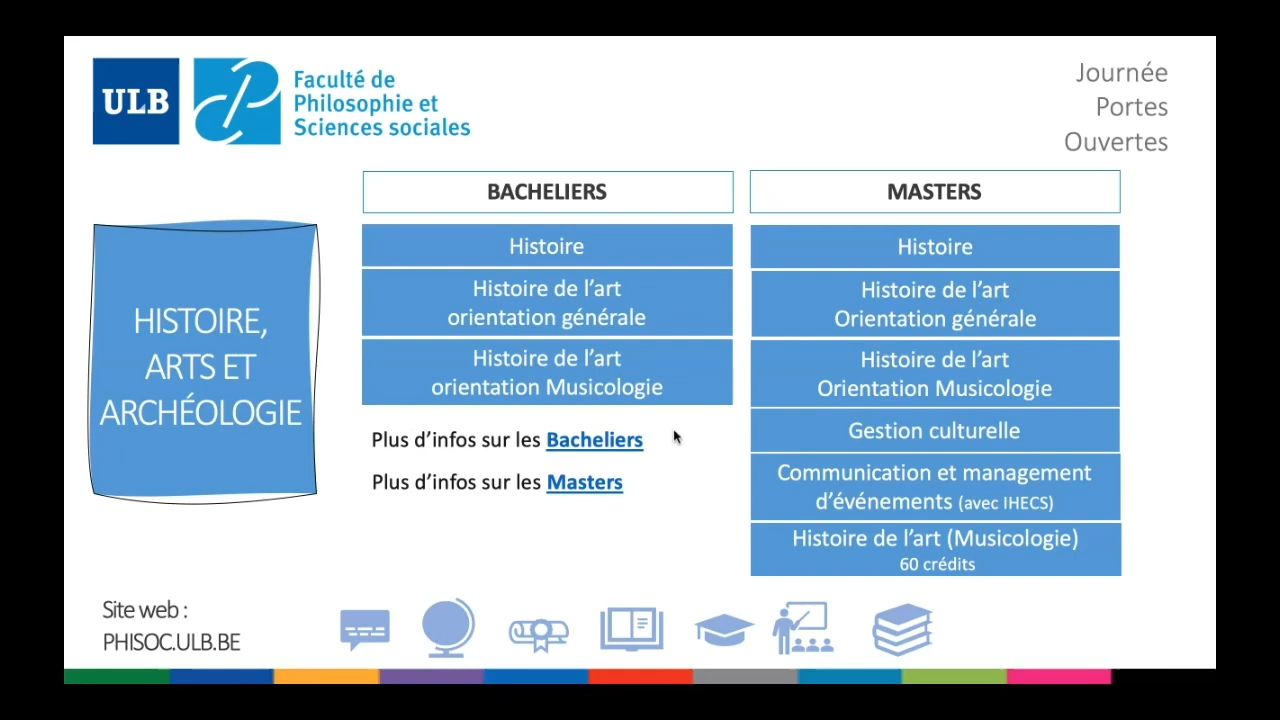 ULB
Faculté de
Philosophie et
Sciences sociales
Journée
Portes
Ouvertes
HISTOIRE,
ARTS ET
ARCHÉOLOGIE
BACHELIERS
Histoire
Histoire de l’art
orientation générale
Histoire de l’art
orientation Musicologie
Plus d’infos sur les Bacheliers
Plus d’infos sur les Masters
MASTERS
Histoire
Histoire de l’art
Orientation générale
Histoire de l’art
Orientation Musicologie
Gestion culturelle
Communication et management
d’événements (avec IHECS)
Histoire de l’art (Musicologie)
60 crédits
Site web :
PHISOC.ULB.BE